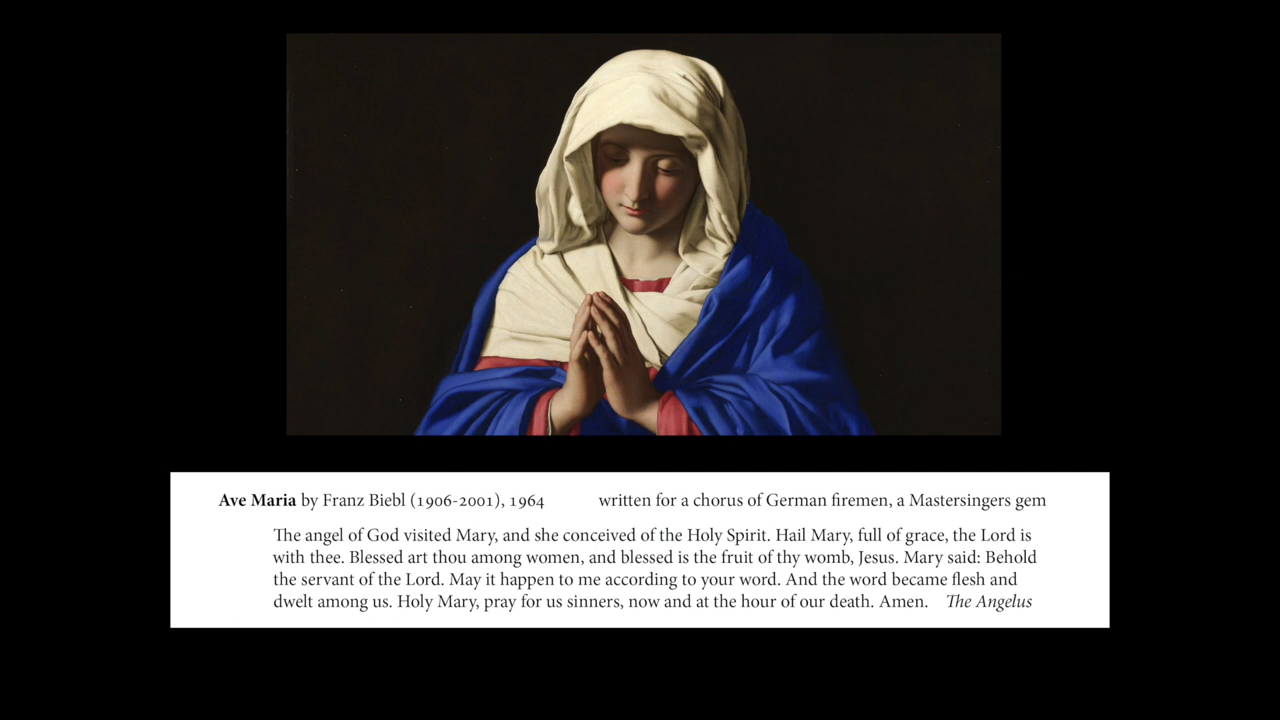 Ave Maria by Franz Biebl (1906-2001), 1964 written for a chorus of German firemen, a Mastersingers gem
The angel of God visited Mary, and she conceived of the Holy Spirit. Hail Mary, full of grace, the Lord is
with thee. Blessed art thou among women, and blessed is the fruit of thy womb, Jesus. Mary said: Behold
the servant of the Lord. May it happen to me according to your word. And the word became flesh and
dwelt among us. Holy Mary, pray for us sinners, now and at the hour of our death. Amen. The Angelus